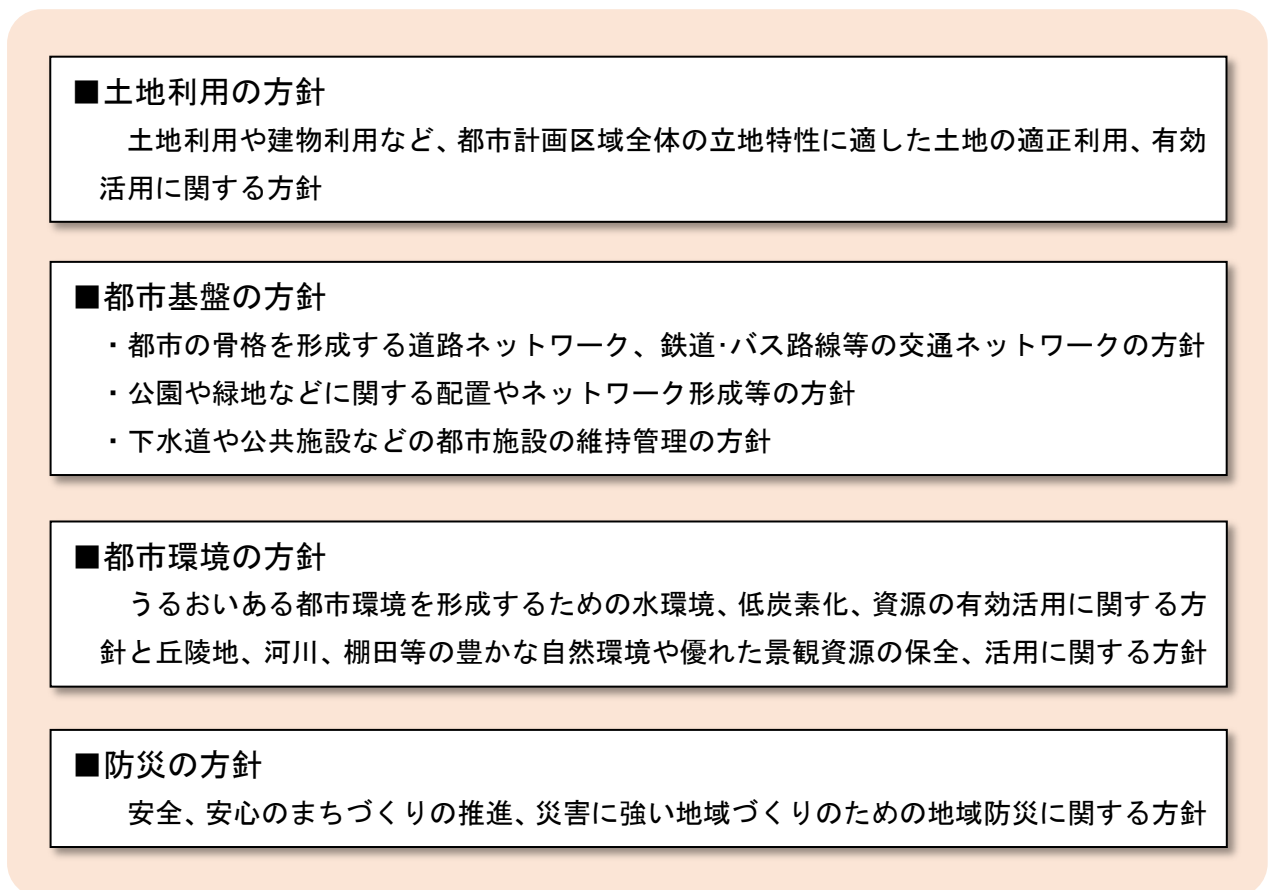 ■土地利用の方針
土地利用や建物利用など、都市計画区域全体の立地特性に適した土地の適正利用、有効
活用に関する方針
■都市基盤の方針
・都市の骨格を形成する道路ネットワーク、鉄道･バス路線等の交通ネットワークの方針
・公園や緑地などに関する配置やネットワーク形成等の方針
・下水道や公共施設などの都市施設の維持管理の方針
■都市環境の方針
うるおいある都市環境を形成するための水環境、低炭素化、資源の有効活用に関する方
針と丘陵地、河川、棚田等の豊かな自然環境や優れた景観資源の保全、活用に関する方針
■防災の方針
安全、安心のまちづくりの推進、災害に強い地域づくりのための地域防災に関する方針